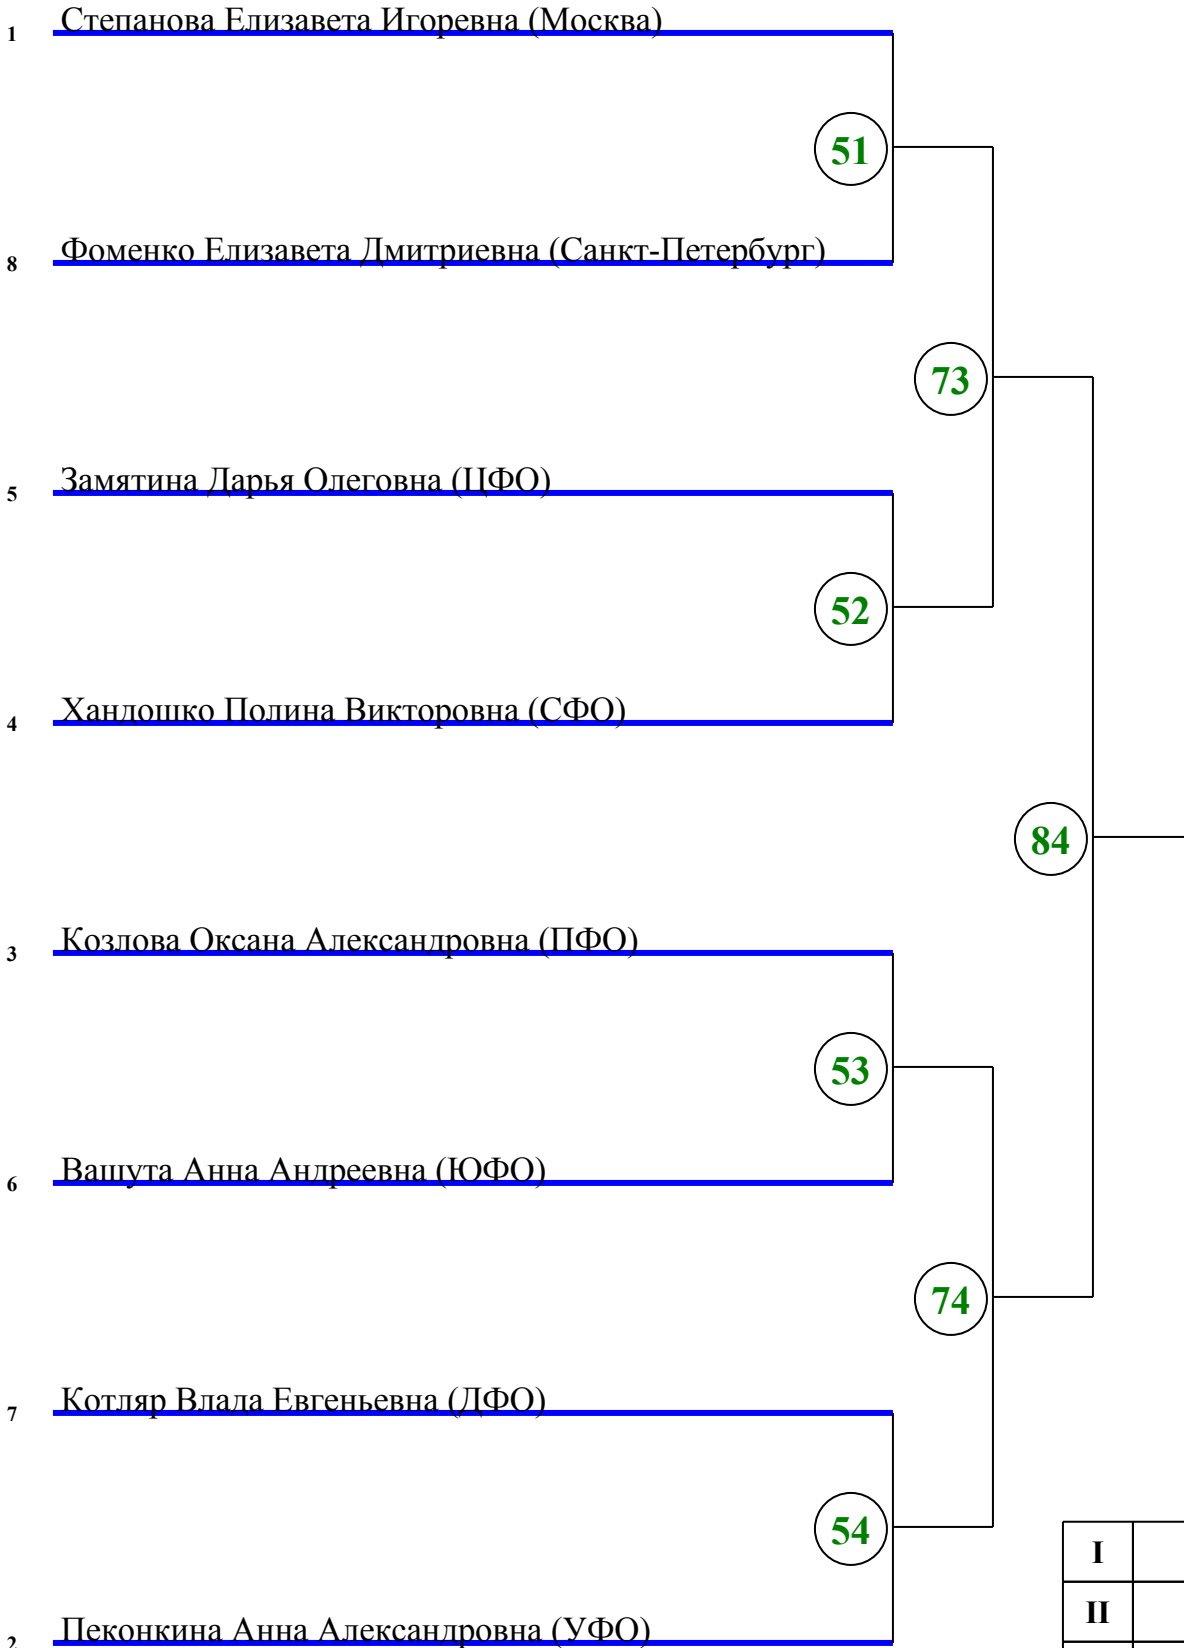 1 Степанова Елизавета Игоревна (Москва)
51
8 Фоменко Елизавета Дмитриевна (Санкт-Петербург)
73
5 Замятина Дарья Олеговна (ЦФО)
52
4 Хандошко Полина Викторовна (СФО)
84
3 Козлова Оксана Александровна (ПФО)
53
6 Вашута Анна Андреевна (ЮФО)
74
7 Котляр Влада Евгеньевна (ДФО)
54
I
II
2 Пеконкина Анна Александровна (УФО)